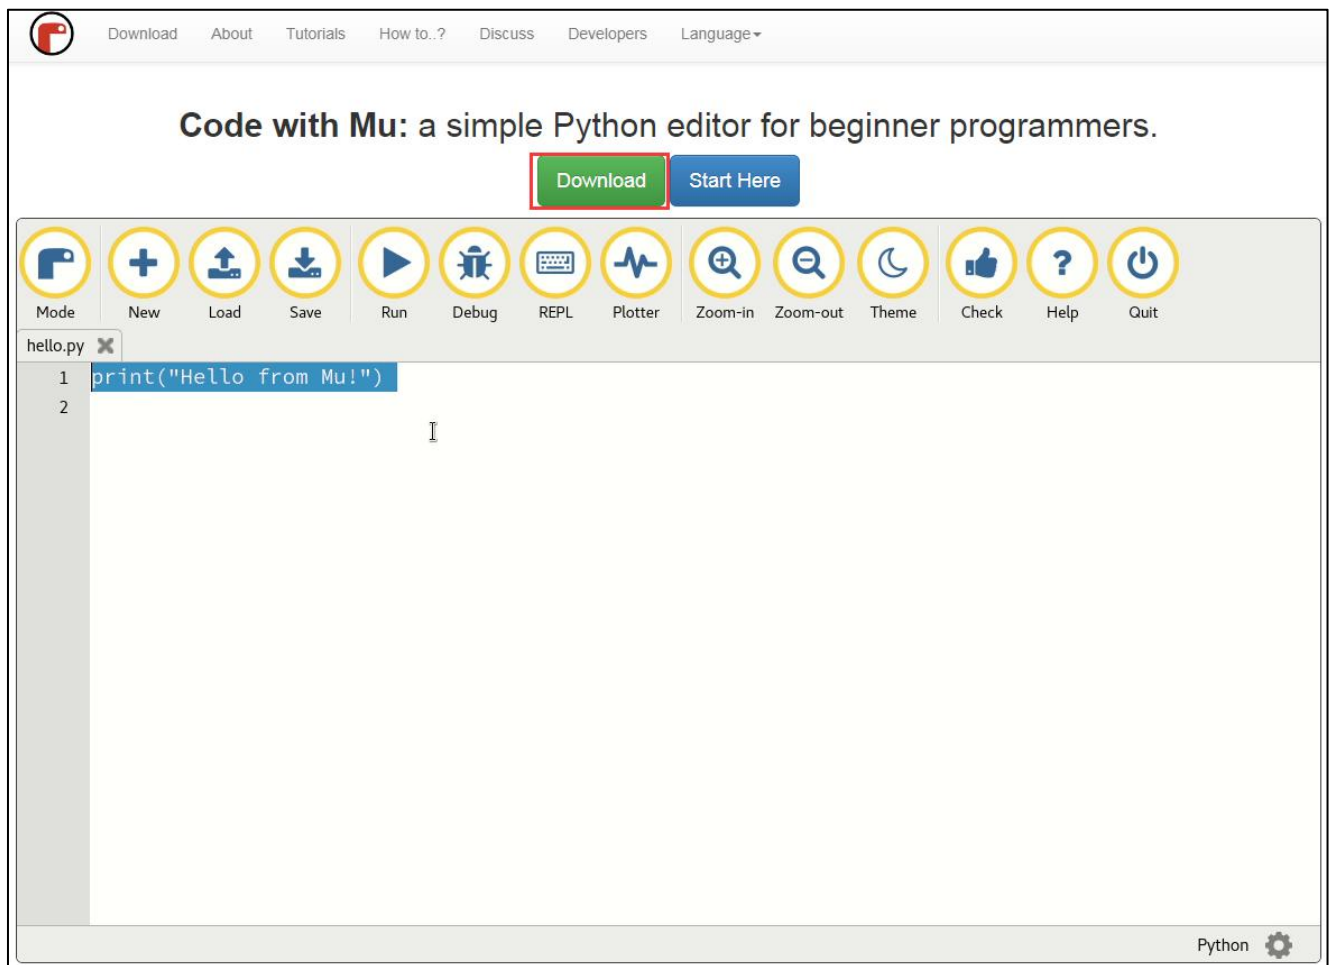 Download About Tutorials How to..? Discuss Developers Language
Code with Mu: a simple Python editor for beginner programmers.
Download Start Here
Mode New Load Save Run Debug REPL Plotter Zoom-in Zoom-out Theme Check Help Quit
hello.py
1 print("Hello from Mu!")
2
Python